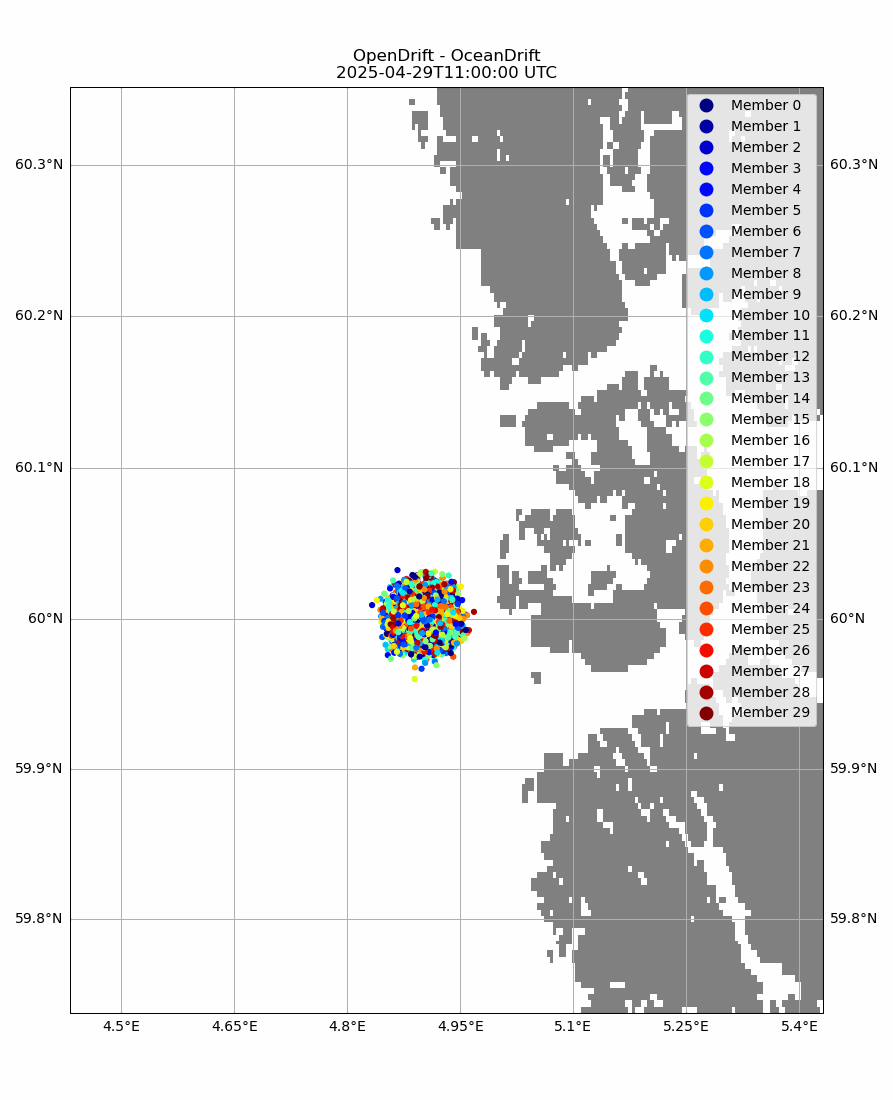 OpenDrift - OceanDrift
2025-04-29T11:00:00 UTC
Member 0
Member 1
Member 2
Member 3
Member 4
Member 5
Member 6
Member 7
Member 8
Member 9
Member 10
Member 11
Member 12
Member 13
Member 14
Member 15
Member 16
Member 17
Member 18
Member 19
Member 20
Member 21
Member 22
Member 23
Member 24
Member 25
Member 26
Member 27
Member 28
Member 29
60.3°N
60.2°N
60.1°N
60°N
59.9°N
59.8°N
60.3°N
60.2°N
60.1°N
60°N
59.9°N
59.8°N
4.5°E
4.65°E
4.8°E
4.95°E
5.1°E
5.25°E
5.4°E